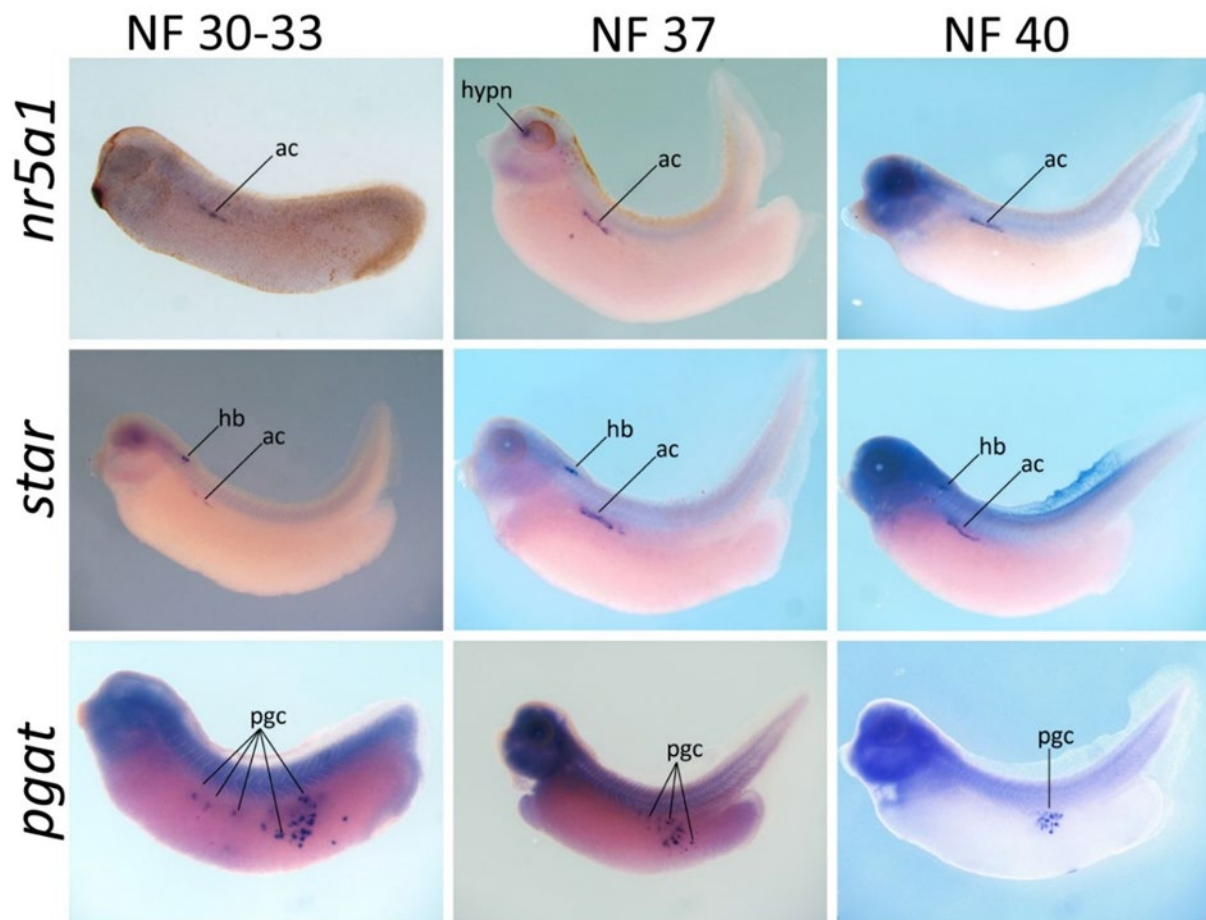 NF 30-33 NF 37 NF 40
nr5a1
ac
hypn
ac
ac
star
hb
ac
hb
ac
hb
ac
pgat
pgc
pgc
pgc